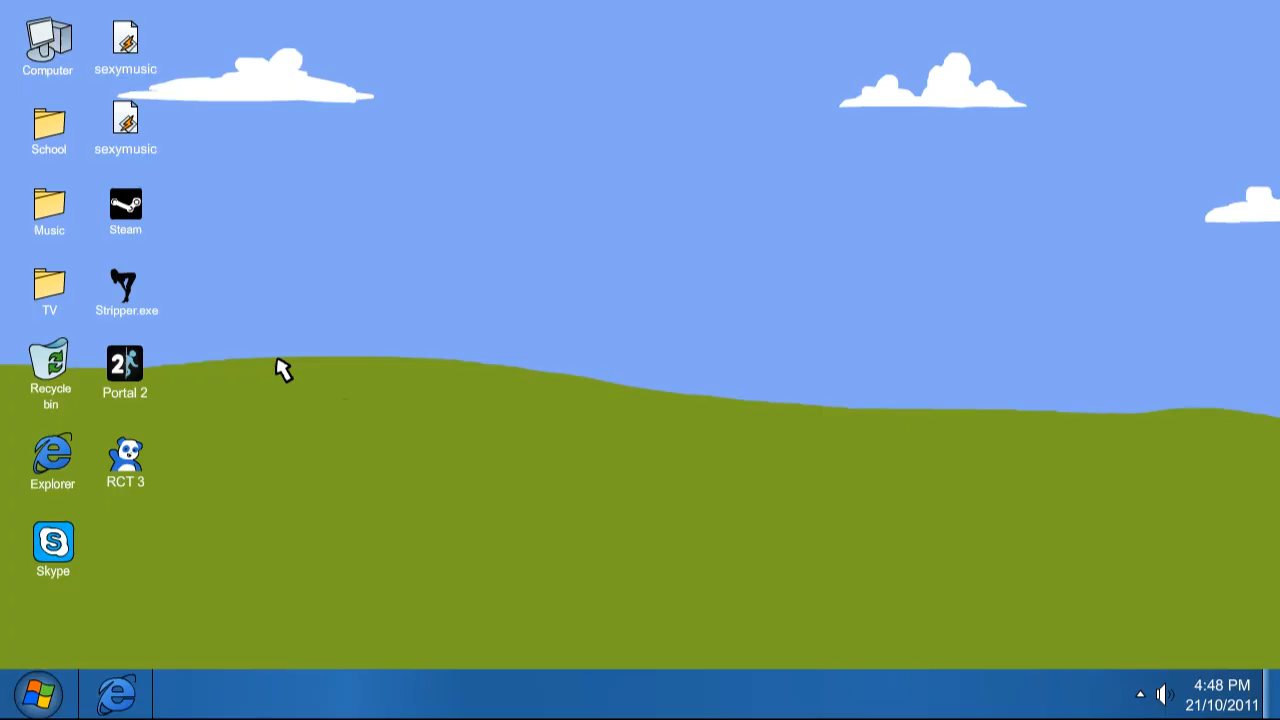 Computer
sexymusic
School
sexymusic
Music
Steam
TV
Stripper.exe
Recycle
bin
2
Portal 2
Explorer
RCT 3
S
Skype
4:48 PM
21/10/2011